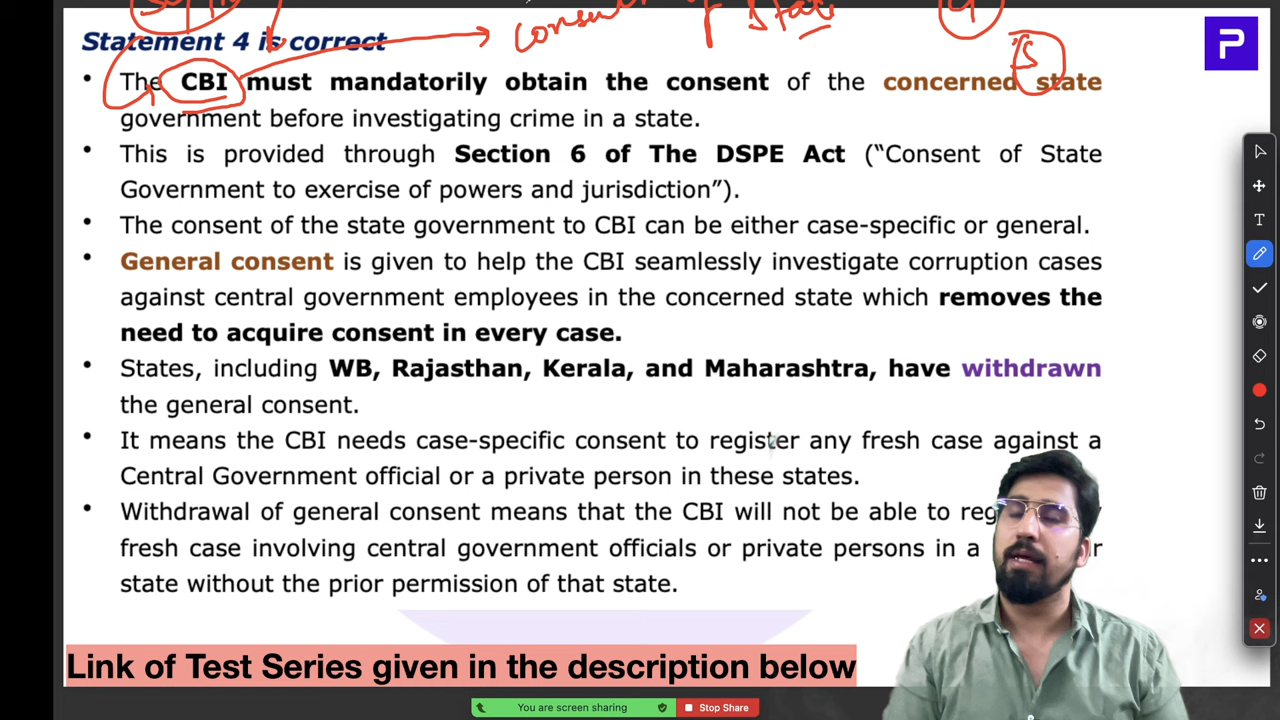 consent of State
4
Statement 4 is correct
P
• The CBI must mandatorily obtain the consent of the concerned state
government before investigating crime in a state.
• This is provided through Section 6 of The DSPE Act (“Consent of State
Government to exercise of powers and jurisdiction”).
• The consent of the state government to CBI can be either case-specific or general.
• General consent is given to help the CBI seamlessly investigate corruption cases
against central government employees in the concerned state which removes the
need to acquire consent in every case.
• States, including WB, Rajasthan, Kerala, and Maharashtra, have withdrawn
the general consent.
• It means the CBI needs case-specific consent to register any fresh case against a
Central Government official or a private person in these states.
• Withdrawal of general consent means that the CBI will not be able to
fresh case involving central government officials or private persons in a
state without the prior permission of that state.
Link of Test Series given in the description below
You are screen sharing
Stop Share